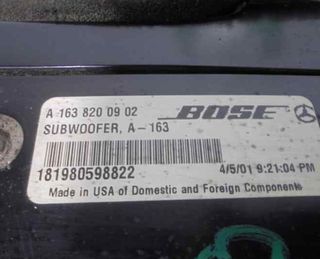 A 163 820 09 02
BOSE
SUBWOOFER, A-163
181980598822
4/5/01 9:21:04 PM
Made in USA of Domestic and Foreign Components